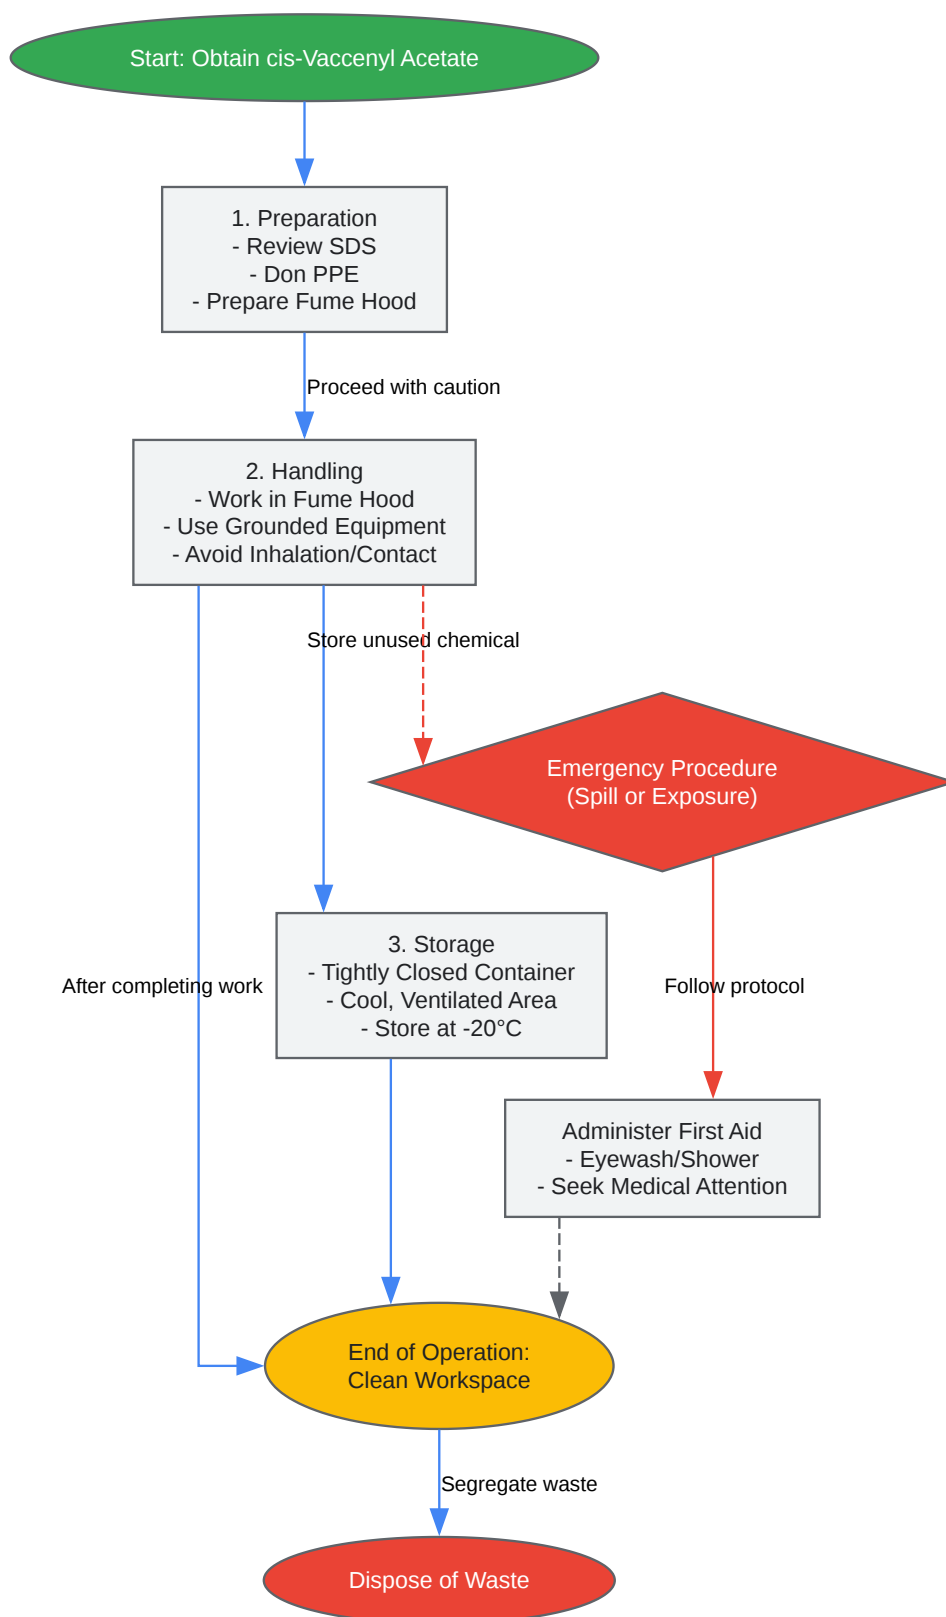 Start: Obtain cis-Vaccenyl Acetate
1. Preparation
- Review SDS
- Don PPE
- Prepare Fume Hood
Proceed with caution
2. Handling
- Work in Fume Hood
- Use Grounded Equipment
- Avoid Inhalation/Contact
Store unused chemical
Emergency Procedure
(Spill or Exposure)
3. Storage
- Tightly Closed Container
- Cool, Ventilated Area
- Store at -20°C
After completing work
Follow protocol
Administer First Aid
- Eyewash/Shower
- Seek Medical Attention
End of Operation:
Clean Workspace
Segregate waste
Dispose of Waste